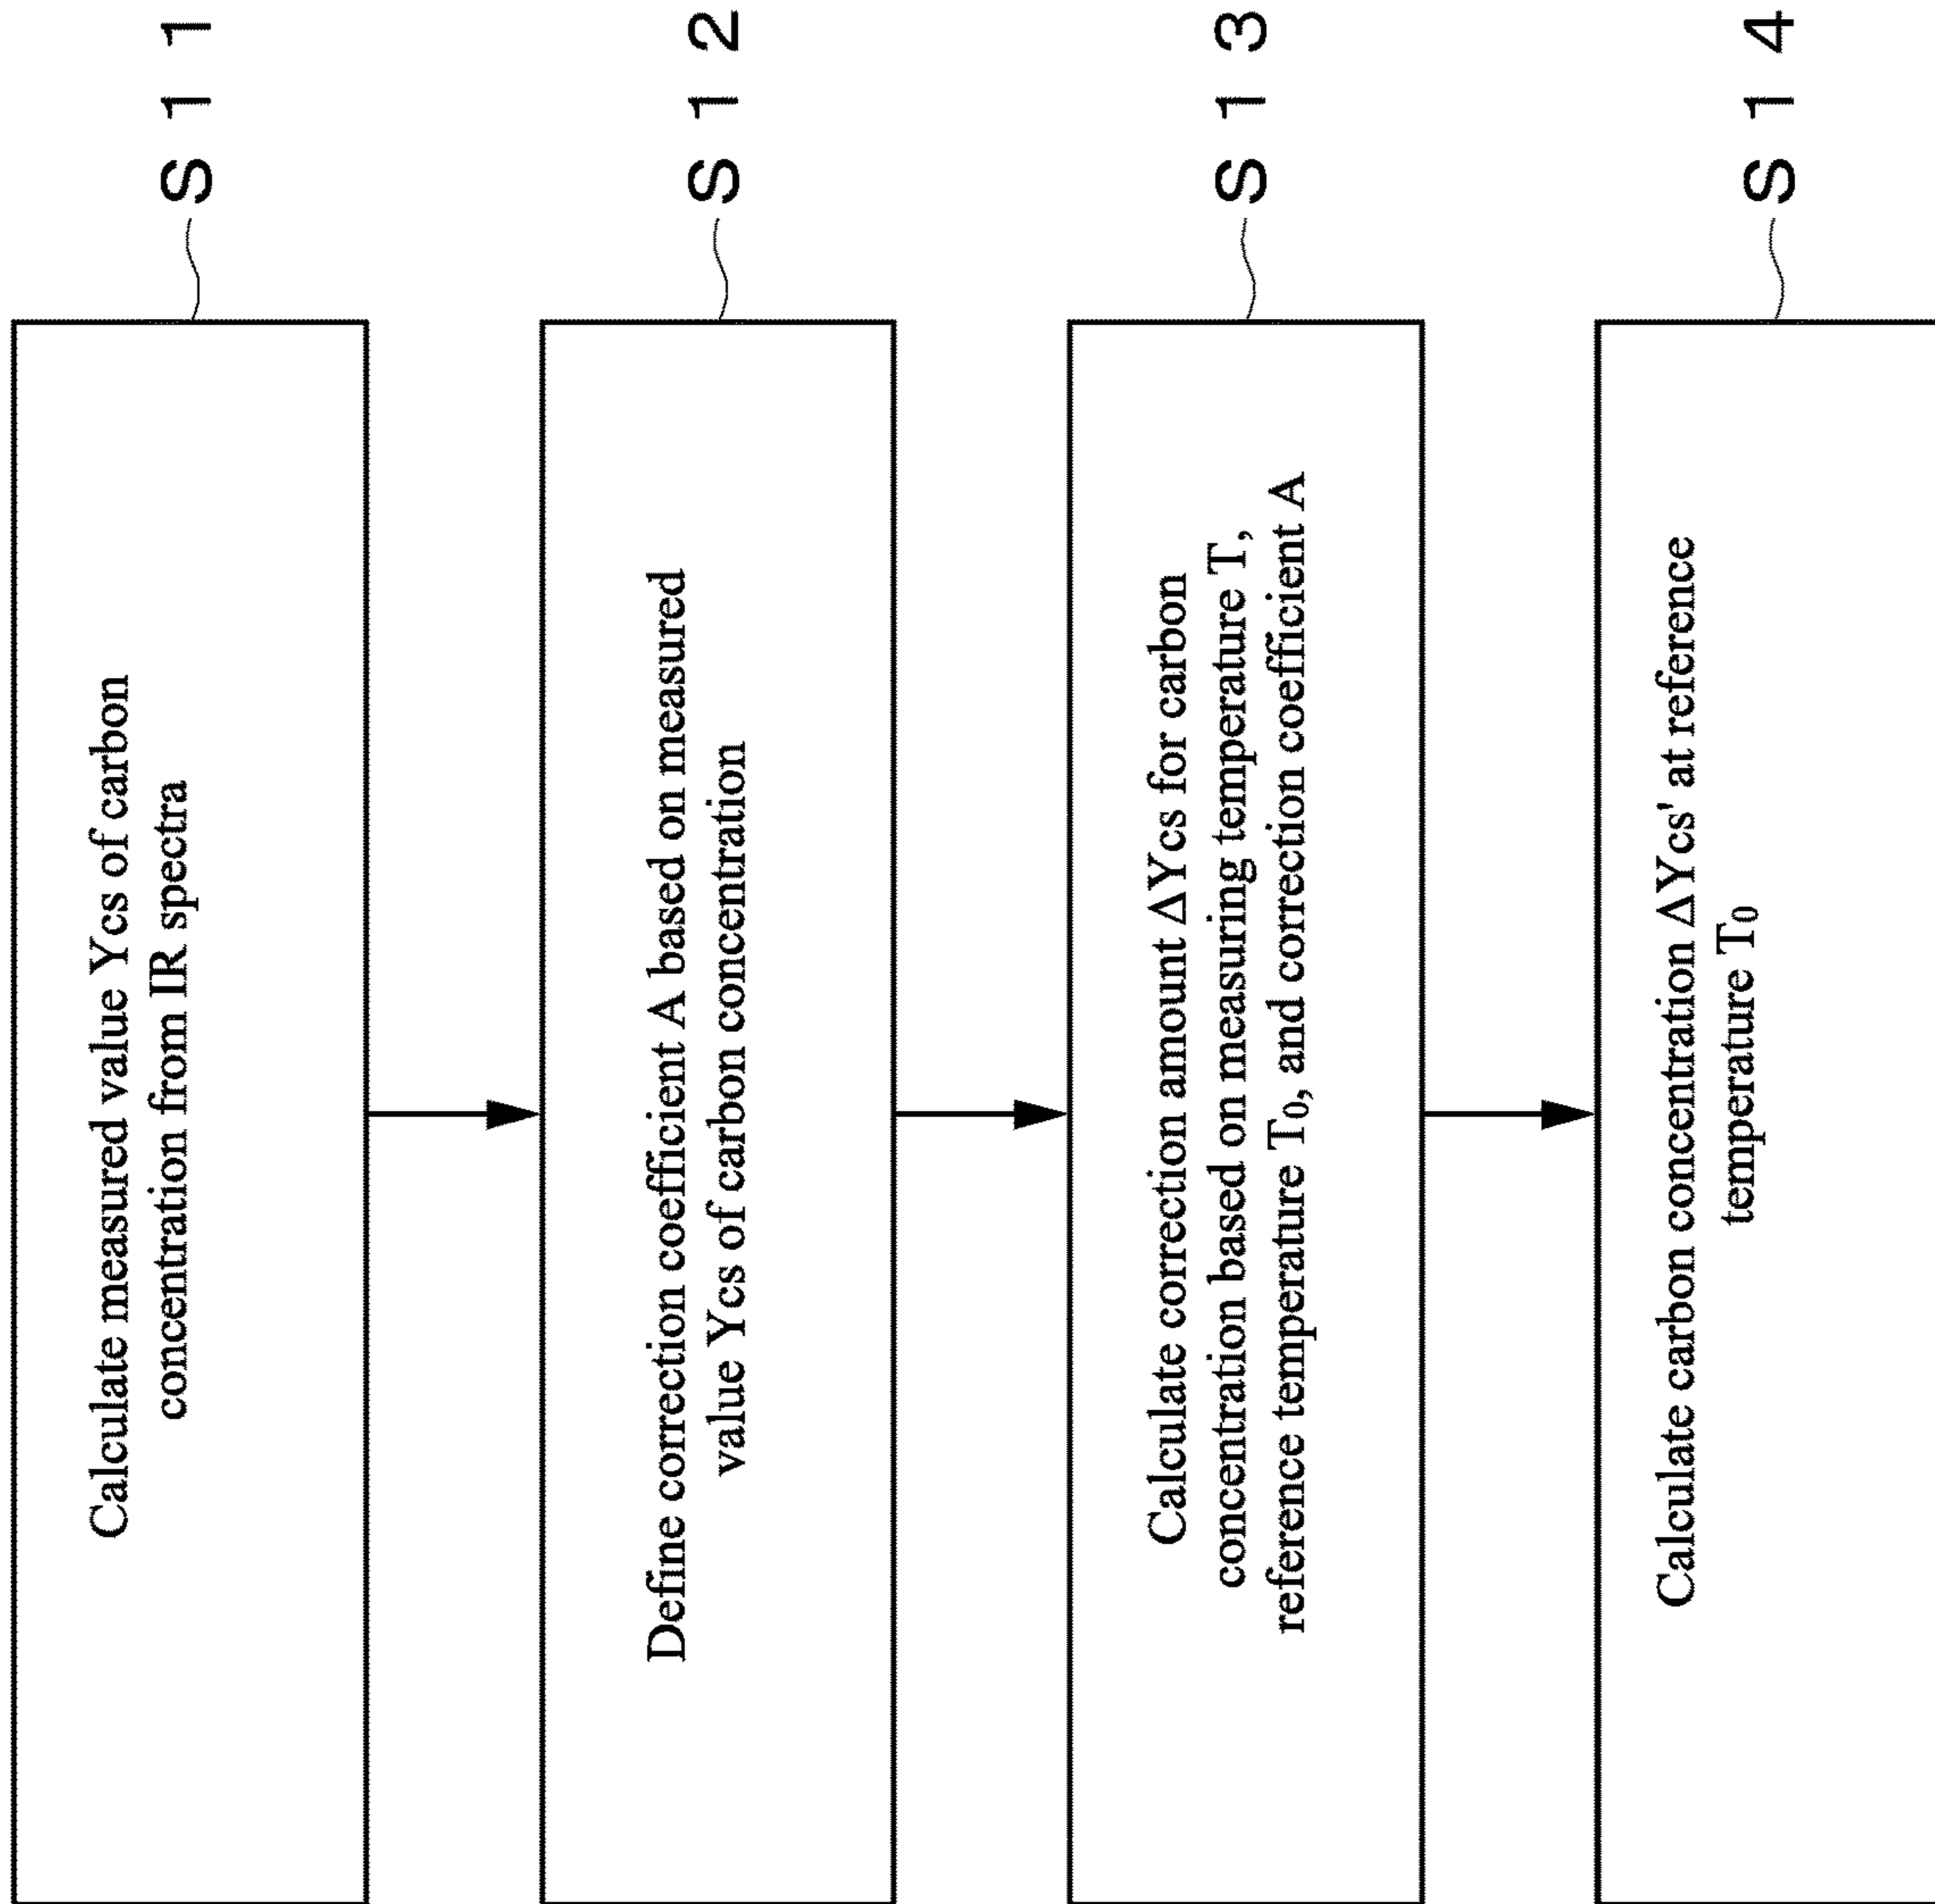 Calculate measured value Ycs of carbon
concentration from IR spectra
S11
Define correction coefficient A based on measured
value Ycs of carbon concentration
S12
Calculate correction amount ΔYcs for carbon
concentration based on measuring temperature T,
reference temperature T₀, and correction coefficient A
S13
Calculate carbon concentration ΔYcs' at reference
temperature T₀
S14